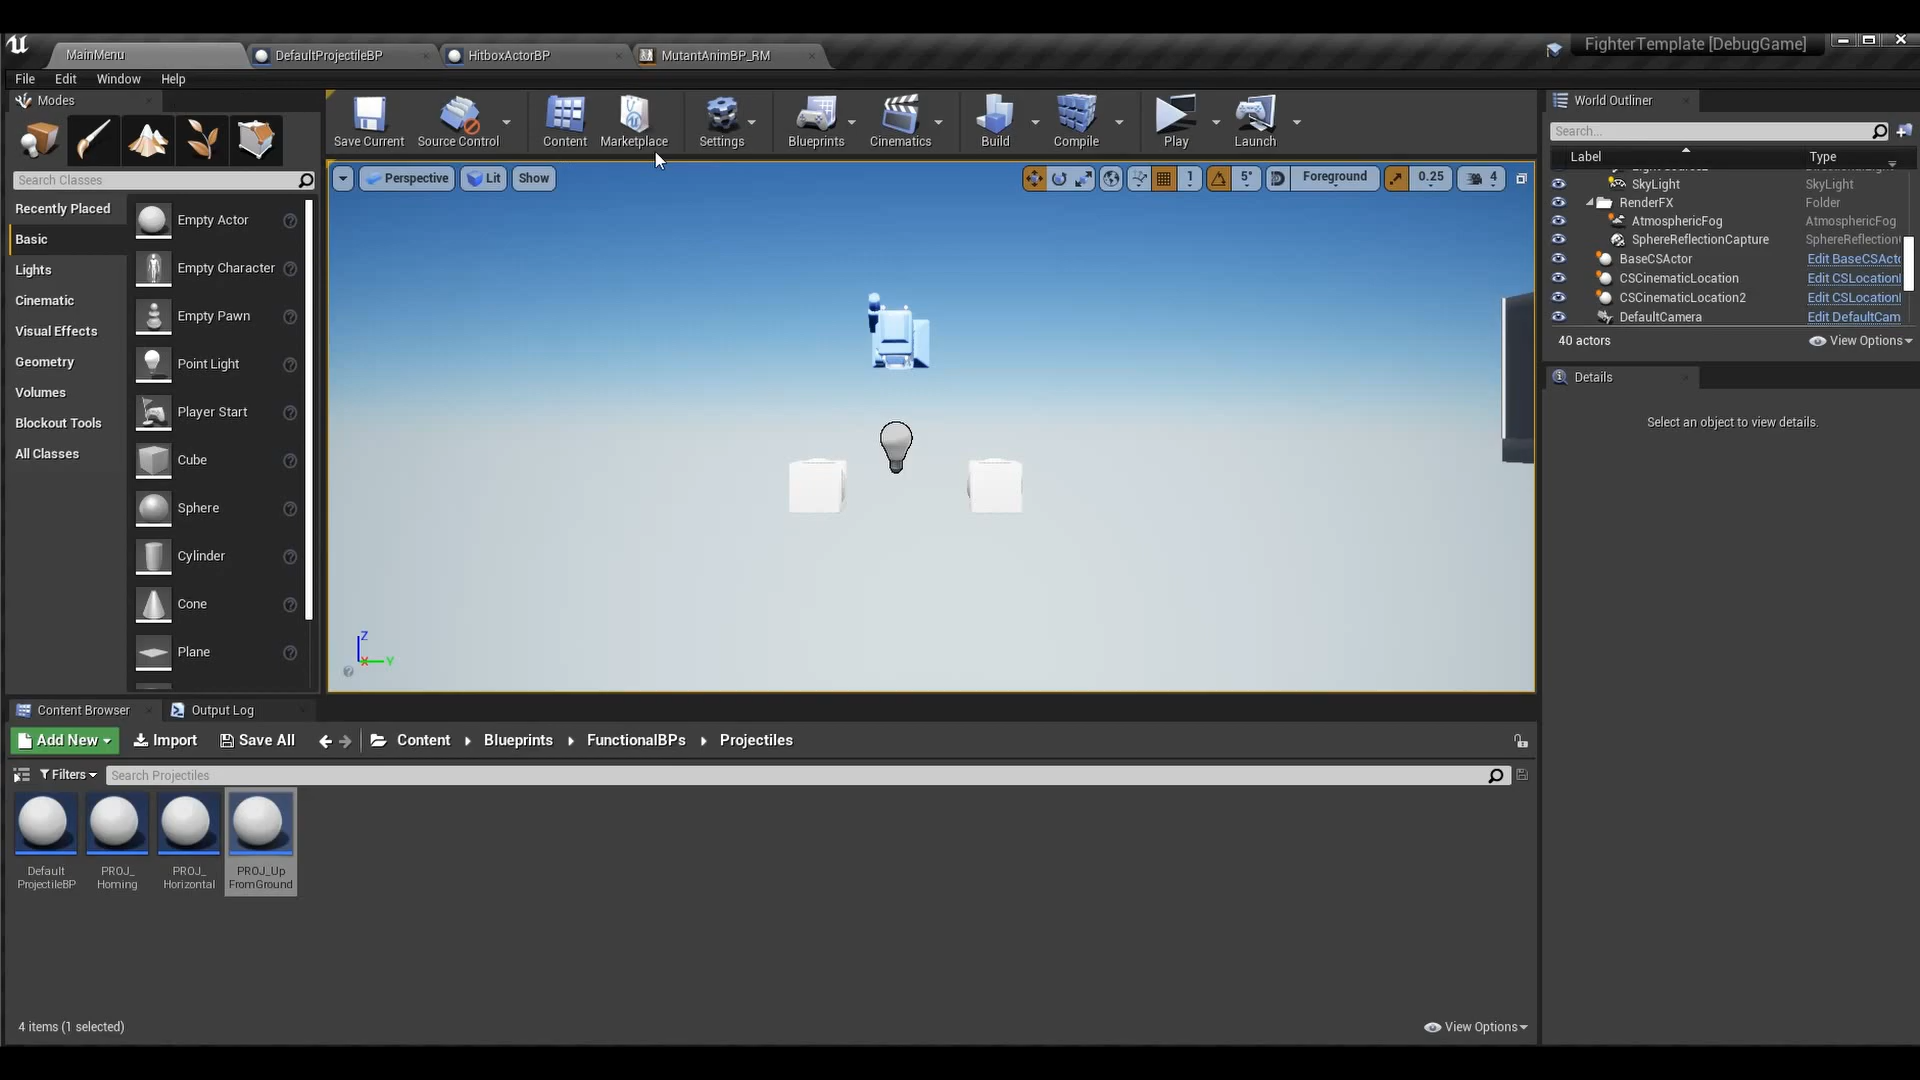 MainMenu
DefaultProjectileBP
HitboxActorBP
MutantAnimBP_RM
FighterTemplate [DebugGame]
File Edit Window Help
Modes
Save Current
Source Control
Content
Marketplace
Settings
Blueprints
Cinematics
Build
Compile
Play
Launch
World Outliner
Search...
Label
Type
Search Classes
Perspective
Lit
Show
1
5°
Foreground
0.25
4
SkyLight SkyLight
RenderFX Folder
AtmosphericFog AtmosphericFog
SphereReflectionCapture SphereReflection
BaseCSActor Edit BaseCSActo
CSCinematicLocation Edit CSLocation
CSCinematicLocation2 Edit CSLocation
DefaultCamera Edit DefaultCam
40 actors
View Options
Details
Select an object to view details.
Recently Placed
Basic
Lights
Cinematic
Visual Effects
Geometry
Volumes
Blockout Tools
All Classes
Empty Actor
Empty Character
Empty Pawn
Point Light
Player Start
Cube
Sphere
Cylinder
Cone
Plane
Z
X
Y
Content Browser
Output Log
Add New
Import
Save All
Content
Blueprints
FunctionalBPs
Projectiles
Filters
Search Projectiles
Default
ProjectileBP
PROJ_
Homing
PROJ_
Horizontal
PROJ_Up
FromGround
4 items (1 selected)
View Options